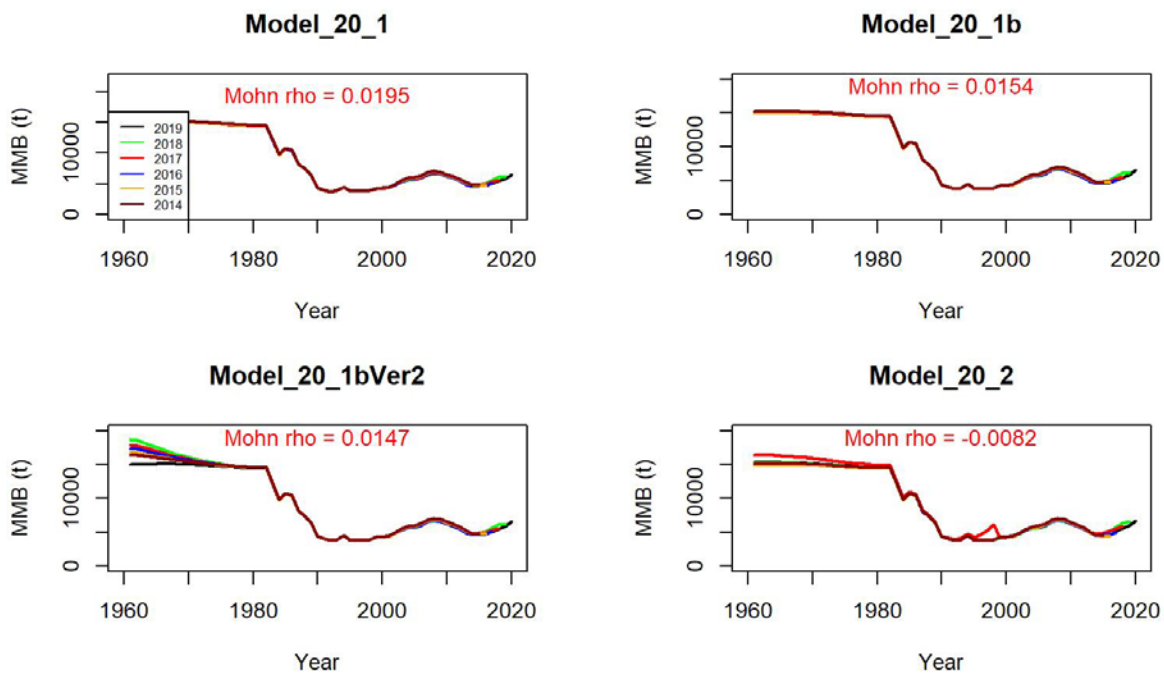 Model_20_1
Mohn rho = 0.0195
MMB (t)
0
10000
2019
2018
2017
2016
2015
2014
1960
1980
2000
2020
Year
Model_20_1b
Mohn rho = 0.0154
MMB (t)
0
10000
1960
1980
2000
2020
Year
Model_20_1bVer2
Mohn rho = 0.0147
MMB (t)
0
10000
1960
1980
2000
2020
Year
Model_20_2
Mohn rho = -0.0082
MMB (t)
0
10000
1960
1980
2000
2020
Year